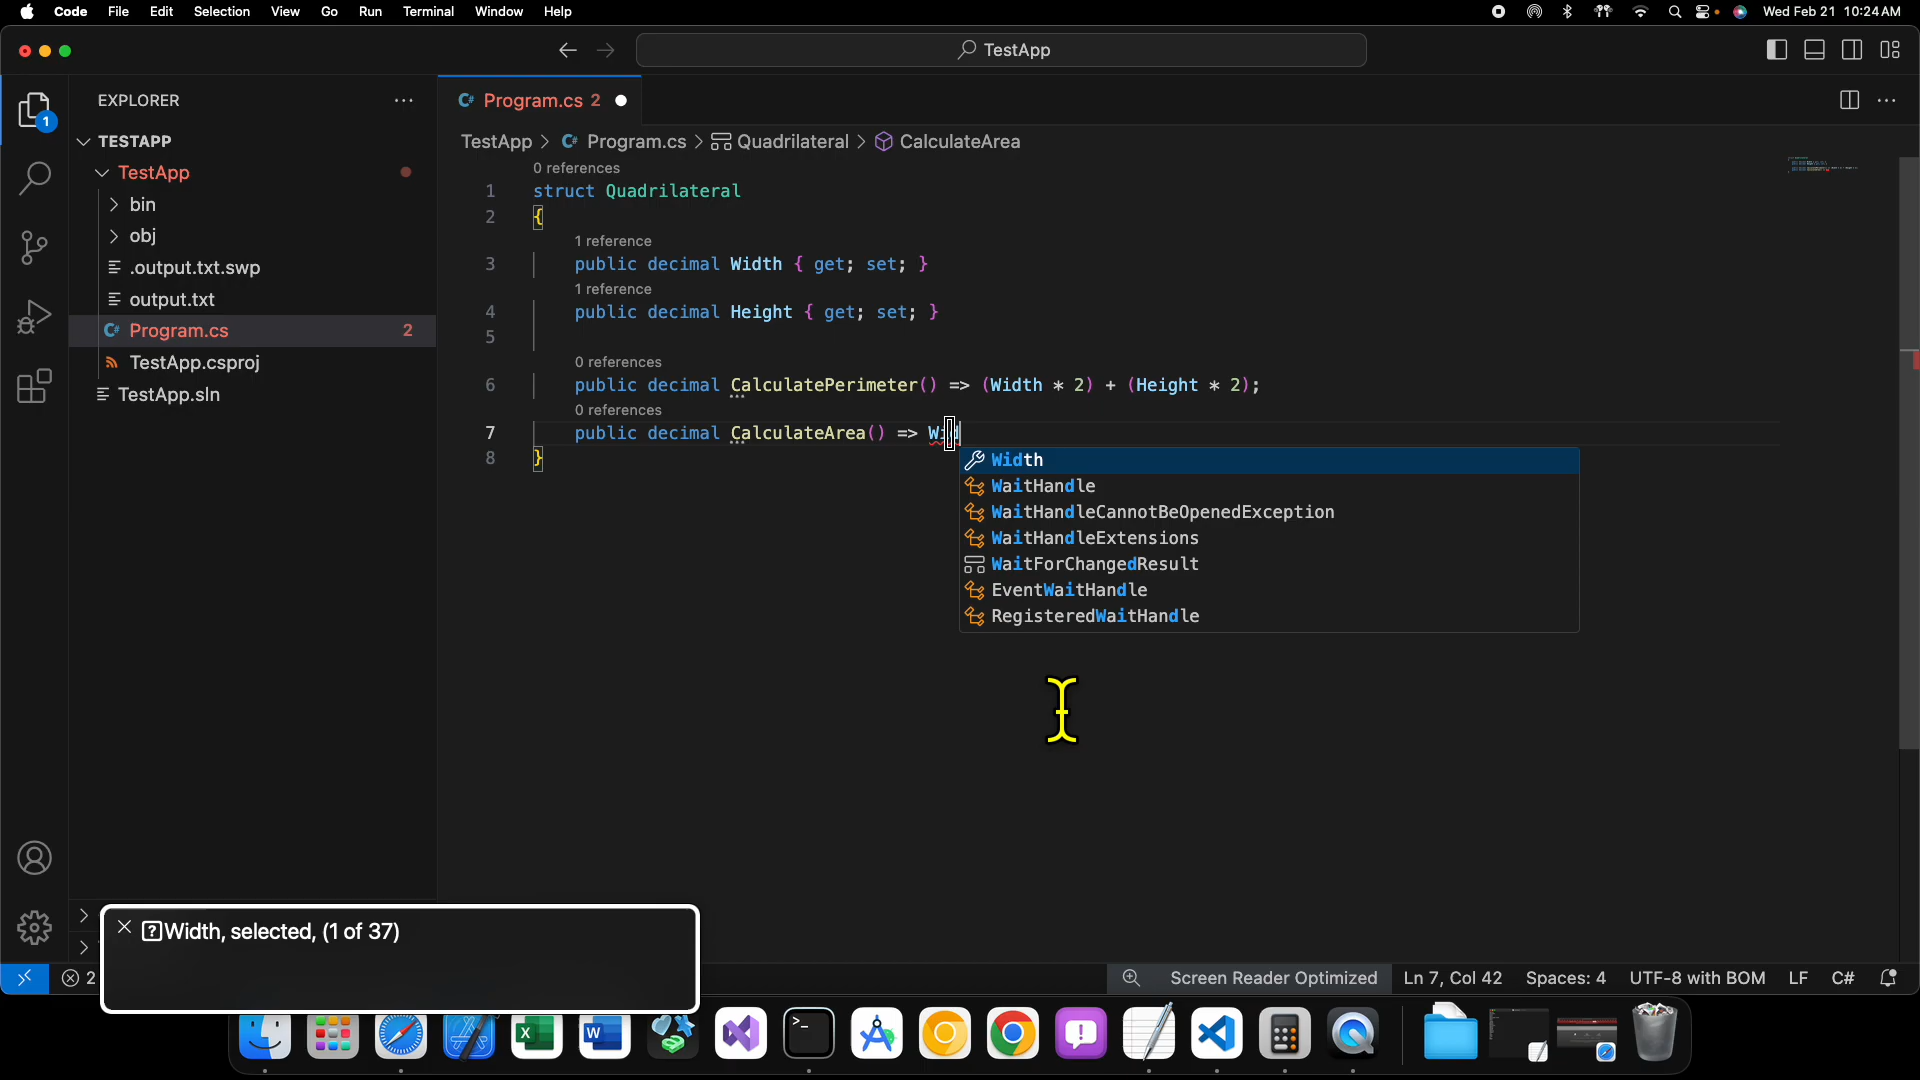 Code File Edit Selection View Go Run Terminal Window Help Wed Feb 21 10:24 AM
TestApp
EXPLORER
TESTAPP
TestApp
bin
obj
.output.txt.swp
output.txt
Program.cs 2
TestApp.csproj
TestApp.sln
1
Program.cs 2
TestApp > Program.cs > Quadrilateral > CalculateArea
0 references
1 struct Quadrilateral
2 {
1 reference
3 public decimal Width { get; set; }
1 reference
4 public decimal Height { get; set; }
5
0 references
6 public decimal CalculatePerimeter() => (Width * 2) + (Height * 2);
0 references
7 public decimal CalculateArea() => Wid
8 }
Width
WaitHandle
WaitHandleCannotBeOpenedException
WaitHandleExtensions
WaitForChangedResult
EventWaitHandle
RegisteredWaitHandle
Width, selected, (1 of 37)
2
Screen Reader Optimized Ln 7, Col 42 Spaces: 4 UTF-8 with BOM LF C#